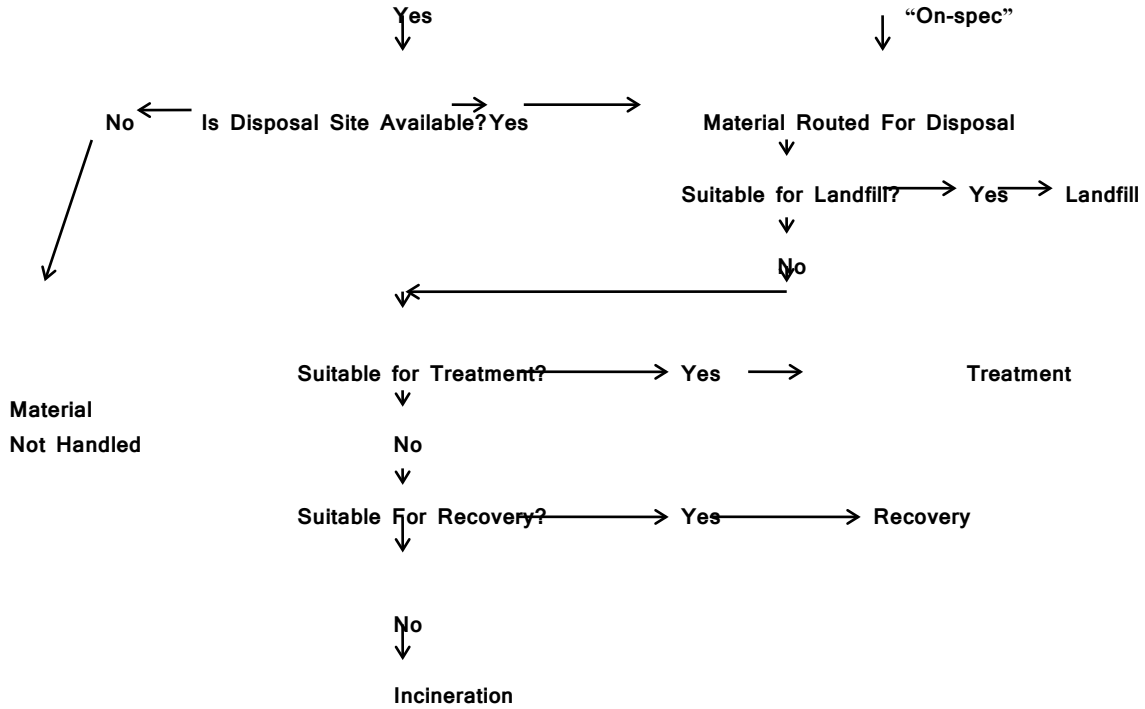 Yes “On-spec”
No Is Disposal Site Available? Yes Material Routed For Disposal
Suitable for Landfill? Yes Landfill
No
Suitable for Treatment? Yes Treatment
Material
Not Handled No
Suitable For Recovery? Yes Recovery
No
Incineration